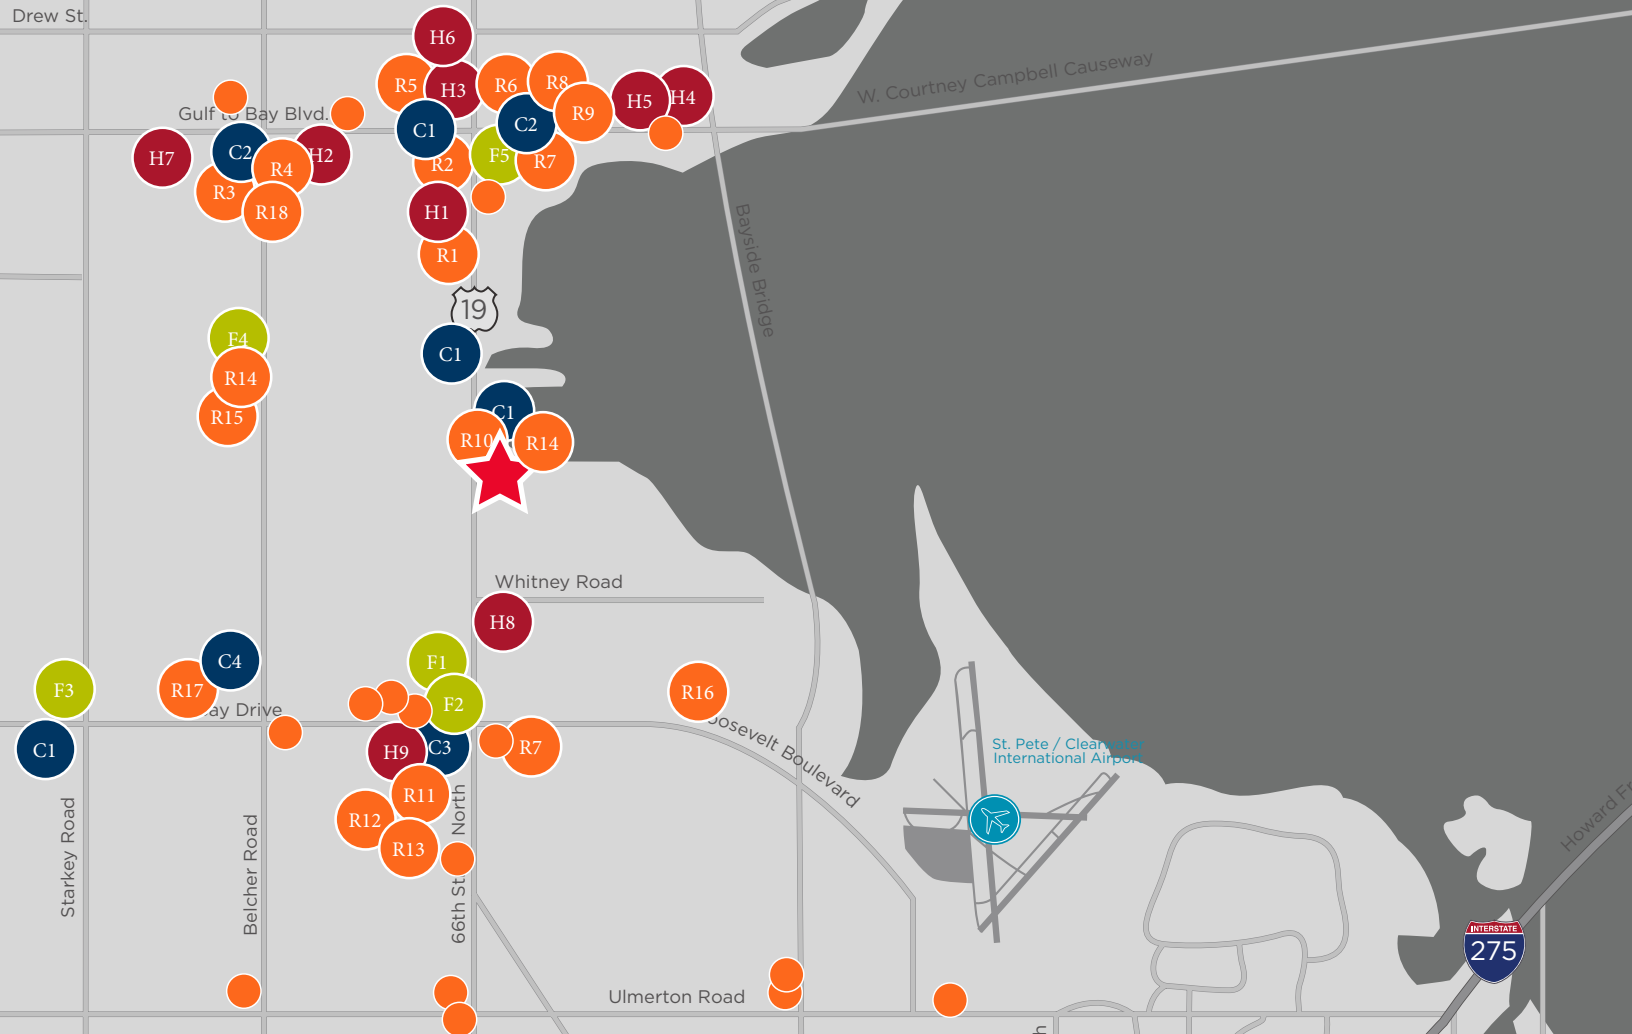 Drew St.
H6
R5
H3
R6
R8
H5
H4
W. Courtney Campbell Causeway
Gulf to Bay Blvd.
R9
C1
C2
H7
C2
R4
H2
R2
F5
R7
R3
R18
H1
Bayside Bridge
R1
19
F4
C1
R14
R15
C1
R10
R14
Whitney Road
H8
F3
R17
C4
F1
F2
R16
Drive
Roosevelt Boulevard
C1
H9
C3
R7
St. Pete / Clearwater
International Airport
R11
R12
R13
Starkey Road
Belcher Road
66th St. North
Howard
INTERSTATE
275
Ulmerton Road